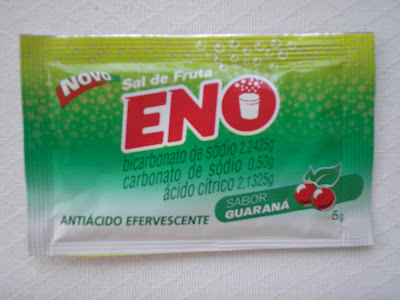 NOVO
Sal de Fruta
ENO
bicarbonato de sódio 2,2425g
carbonato de sódio 0,50g
ácido cítrico 2,1325g
SABOR
GUARANÁ
ANTIÁCIDO EFERVESCENTE
5g